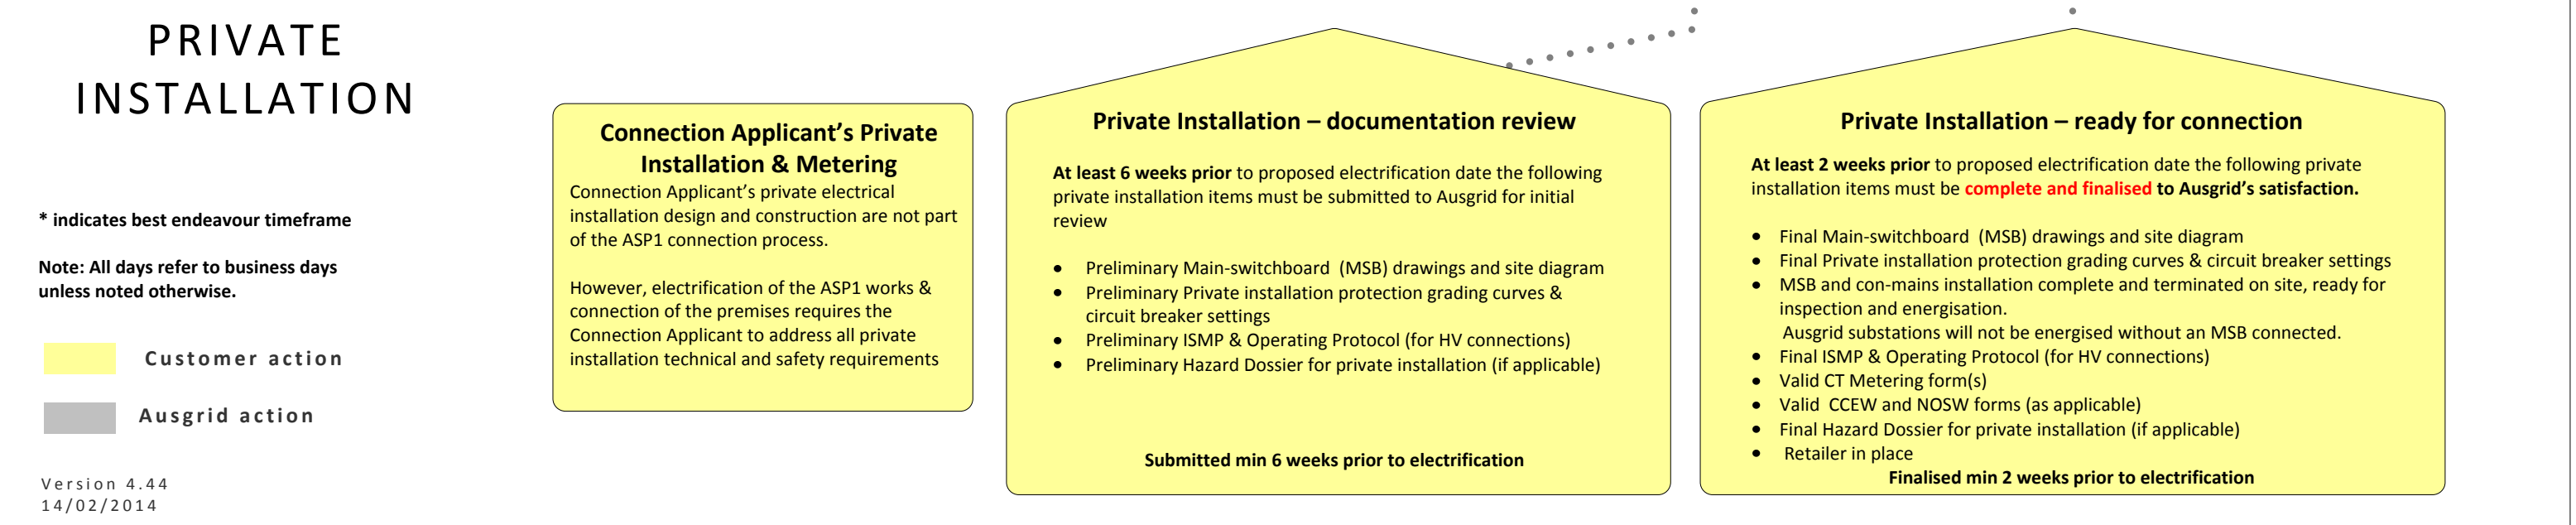 PRIVATE
INSTALLATION
* indicates best endeavour timeframe
Note: All days refer to business days
unless noted otherwise.
Customer action
Ausgrid action
Version 4.44
14/02/2014
Connection Applicant’s Private
Installation & Metering
Connection Applicant’s private electrical
installation design and construction are not part
of the ASP1 connection process.
However, electrification of the ASP1 works &
connection of the premises requires the
Connection Applicant to address all private
installation technical and safety requirements
Private Installation – documentation review
At least 6 weeks prior to proposed electrification date the following
private installation items must be submitted to Ausgrid for initial
review
• Preliminary Main-switchboard (MSB) drawings and site diagram
• Preliminary Private installation protection grading curves &
circuit breaker settings
• Preliminary ISMP & Operating Protocol (for HV connections)
• Preliminary Hazard Dossier for private installation (if applicable)
Submitted min 6 weeks prior to electrification
Private Installation – ready for connection
At least 2 weeks prior to proposed electrification date the following private
installation items must be complete and finalised to Ausgrid’s satisfaction.
• Final Main-switchboard (MSB) drawings and site diagram
• Final Private installation protection grading curves & circuit breaker settings
• MSB and con-mains installation complete and terminated on site, ready for
inspection and energisation.
Ausgrid substations will not be energised without an MSB connected.
• Final ISMP & Operating Protocol (for HV connections)
• Valid CT Metering form(s)
• Valid CCEW and NOSW forms (as applicable)
• Final Hazard Dossier for private installation (if applicable)
• Retailer in place
Finalised min 2 weeks prior to electrification